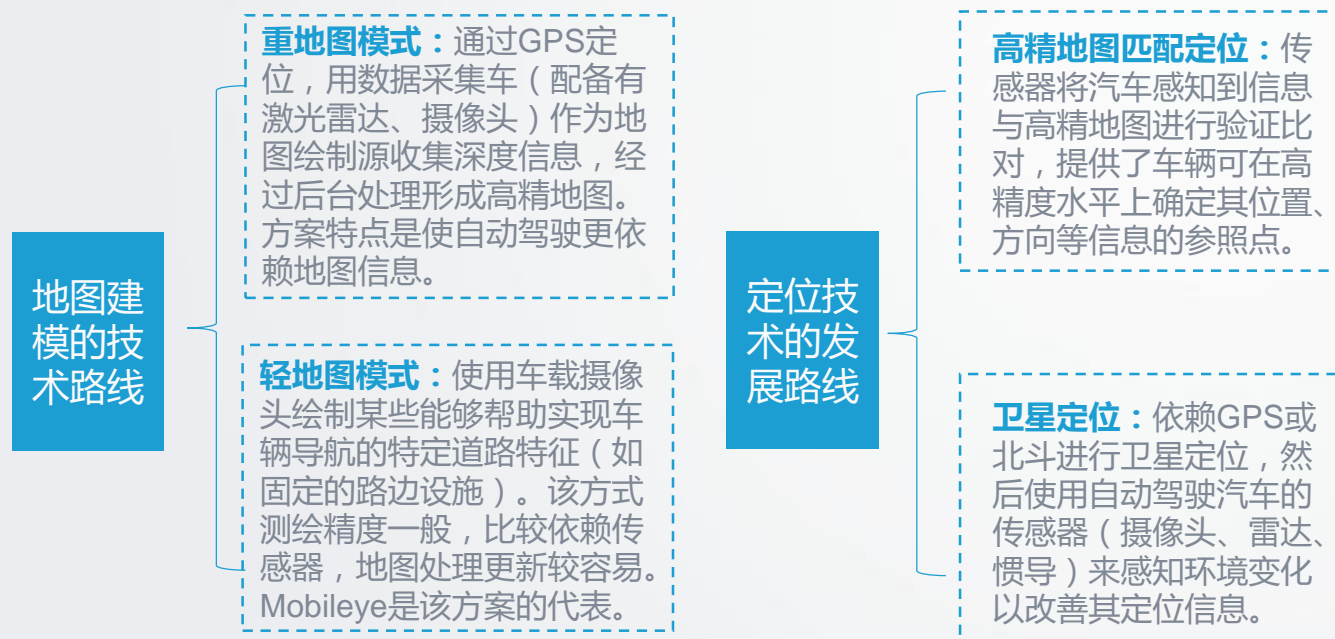 地图建
模的技
术路线
重地图模式：通过GPS定
位，用数据采集车（配备有
激光雷达、摄像头）作为地
图绘制源收集深度信息，经
过后台处理形成高精地图。
方案特点是使自动驾驶更依
赖地图信息。
轻地图模式：使用车载摄像
头绘制某些能够帮助实现车
辆导航的特定道路特征（如
固定的路边设施）。该方式
测绘精度一般，比较依赖传
感器，地图处理更新较容易。
Mobileye是该方案的代表。
定位技
术的发
展路线
高精地图匹配定位：传
感器将汽车感知到信息
与高精地图进行验证比
对，提供了车辆可在高
精度水平上确定其位置、
方向等信息的参照点。
卫星定位：依赖GPS或
北斗进行卫星定位，然
后使用自动驾驶汽车的
传感器（摄像头、雷达、
惯导）来感知环境变化
以改善其定位信息。